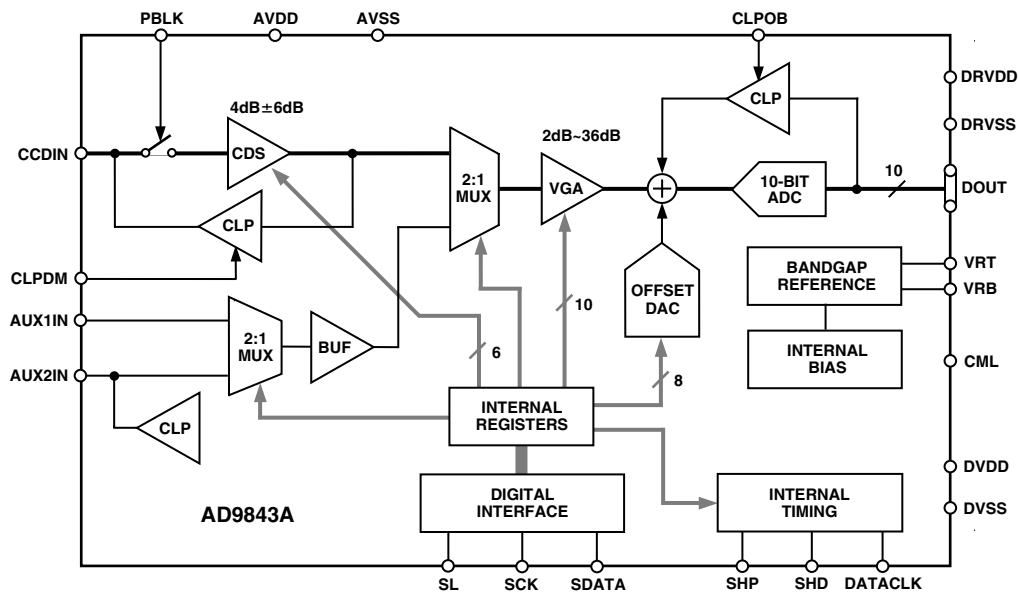 PBLK
AVDD
AVSS
CLPOB
DRVDD
DRVSS
4dB±6dB
CLP
2dB~36dB
CCDIN
CDS
2:1
MUX
VGA
10-BIT
ADC
10
DOUT
CLP
CLPDM
BANDGAP
REFERENCE
VRT
VRB
OFFSET
DAC
10
AUX1IN
2:1
MUX
BUF
6
8
INTERNAL
BIAS
CML
AUX2IN
CLP
INTERNAL
REGISTERS
DVDD
DIGITAL
INTERFACE
INTERNAL
TIMING
DVSS
AD9843A
SL
SCK
SDATA
SHP
SHD
DATACLK